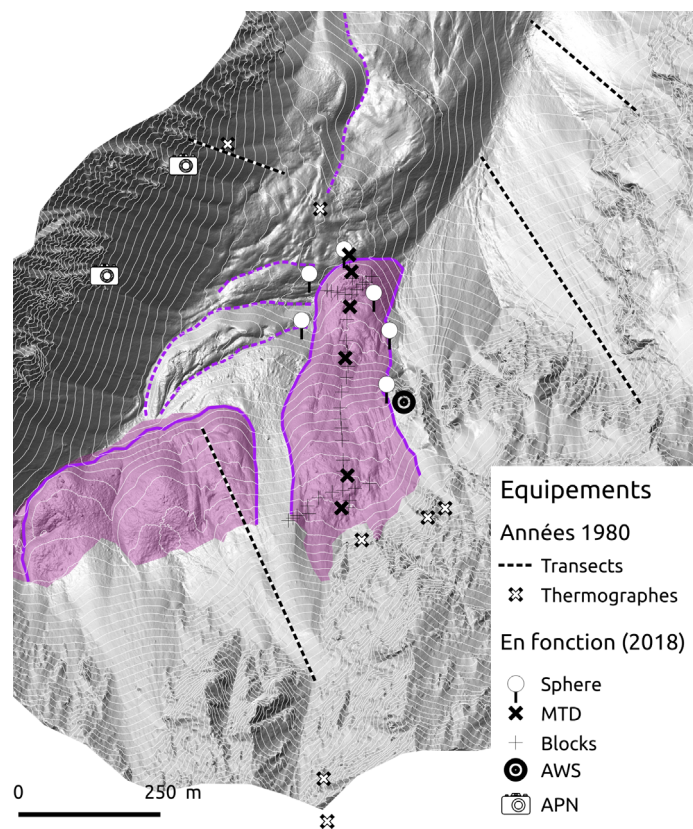 Equipements
Années 1980
Transects
Thermographes
En fonction (2018)
Sphere
MTD
Blocks
AWS
APN
0 250 m